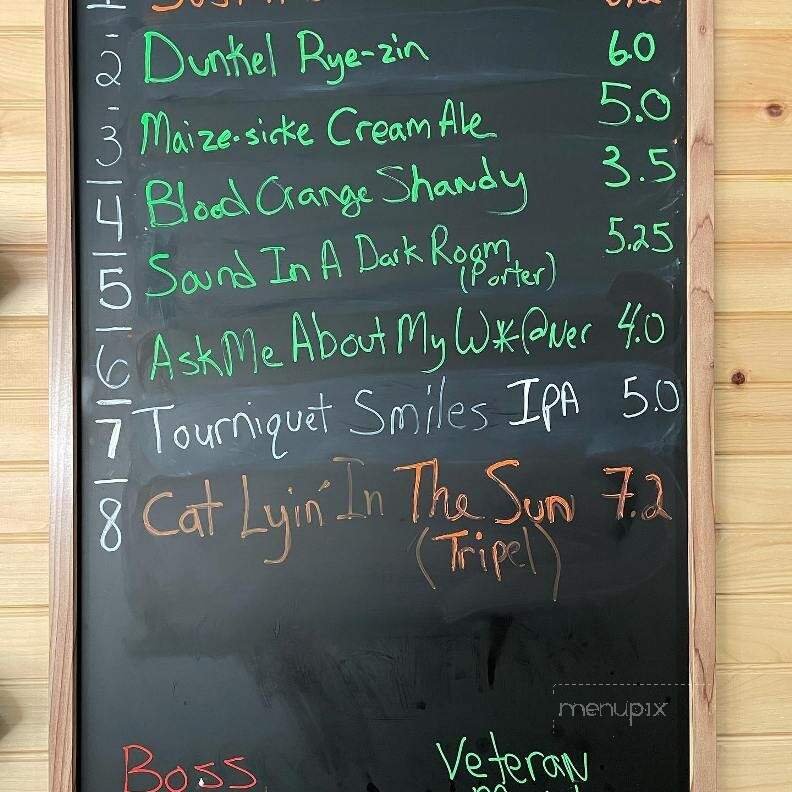 2 Dunkel Rye-zin 6.0
3 Maize-sicke Cream Ale 5.0
4 Blood Orange Shandy 3.5
5 Sound In A Dark Room 5.25
(Porter)
6 Ask Me About My W*@ner 4.0
7 Tourniquet Smiles IPA 5.0
8 Cat Lyin' In The Sun 7.2
(Tripel)
menupix
Boss Veteran